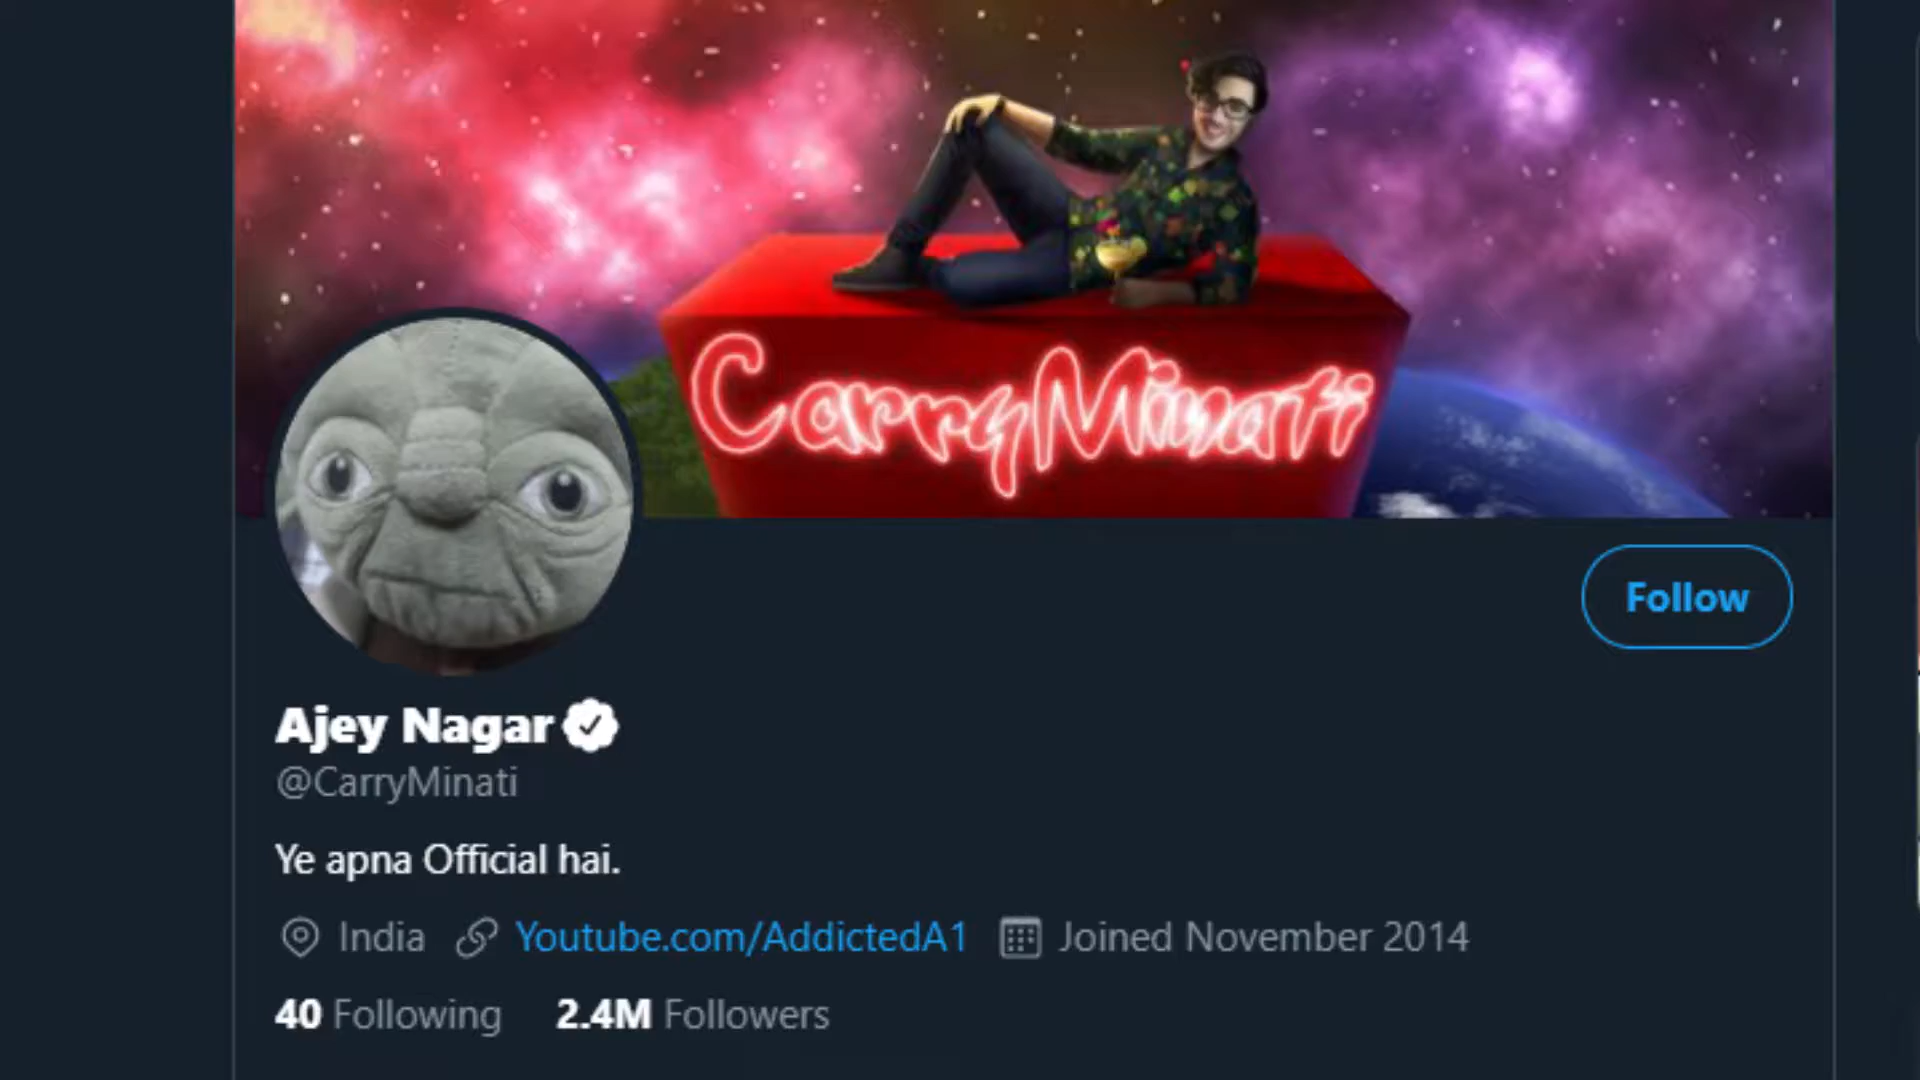 CarryMinati
Follow
Ajey Nagar
@CarryMinati
Ye apna Official hai.
India Youtube.com/AddictedA1 Joined November 2014
40 Following 2.4M Followers